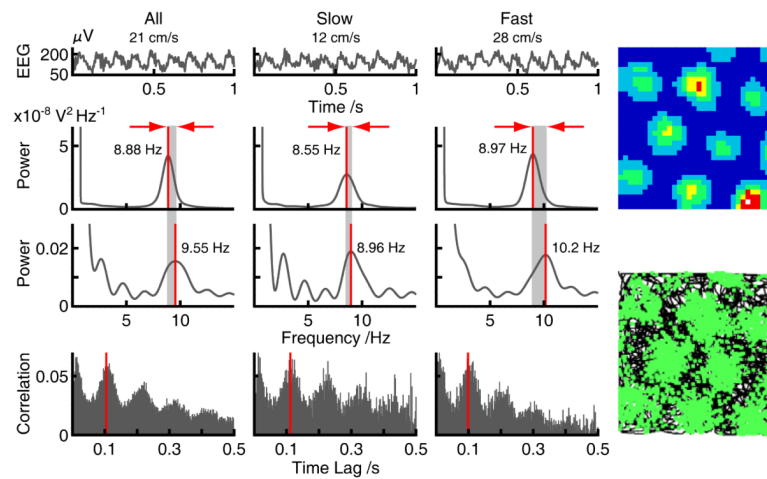 All Slow Fast
µV 21 cm/s 12 cm/s 28 cm/s
EEG 200
50
0.5 1 0.5 1 0.5 1
Time /s
x10-8 V2 Hz-1
Power 5 8.88 Hz 8.55 Hz 8.97 Hz
0
Power 0.02 9.55 Hz 8.96 Hz 10.2 Hz
0
5 10 5 10 5 10
Frequency /Hz
Correlation 0.05
0
0.1 0.3 0.5 0.1 0.3 0.5 0.1 0.3 0.5
Time Lag /s